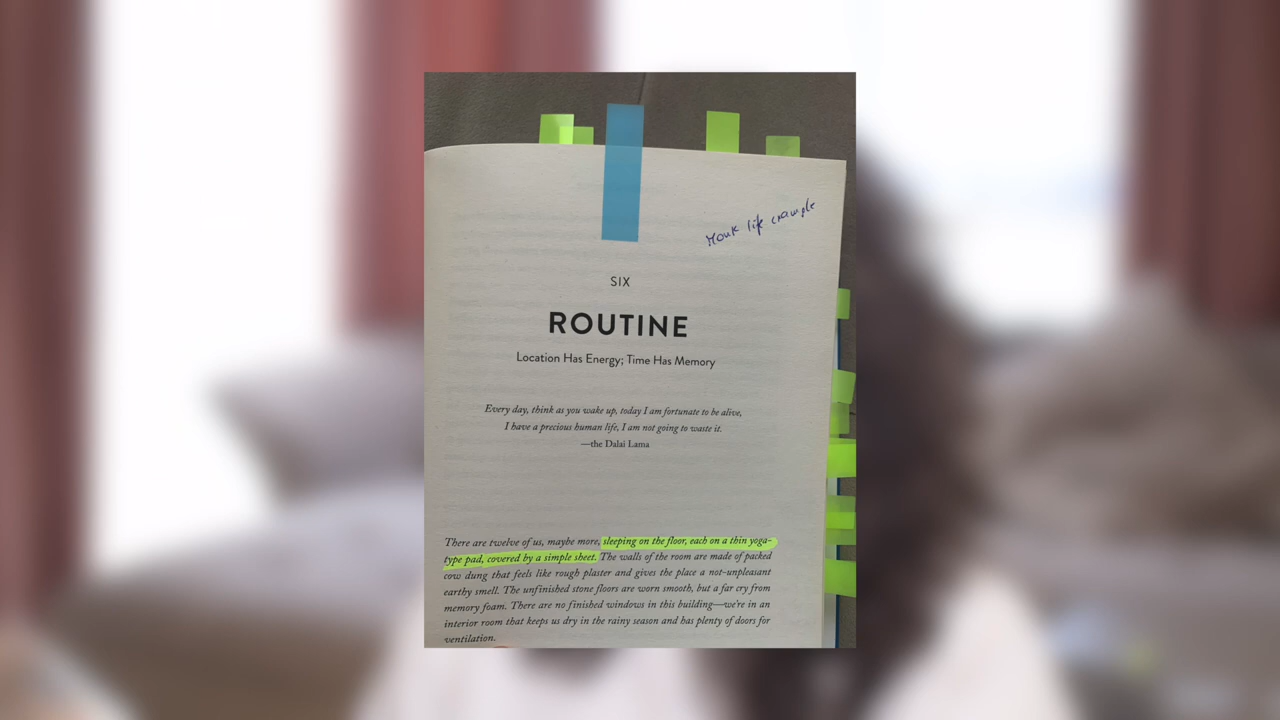 Monk life example
SIX
ROUTINE
Location Has Energy; Time Has Memory
Every day, think as you wake up, today I am fortunate to be alive,
I have a precious human life, I am not going to waste it.
—the Dalai Lama
There are twelve of us, maybe more, sleeping on the floor, each on a thin yoga-
type pad, covered by a simple sheet. The walls of the room are made of packed
cow dung that feels like rough plaster and gives the place a not-unpleasant
earthy smell. The unfinished stone floors are worn smooth, but a far cry from
memory foam. There are no finished windows in this building—we're in an
interior room that keeps us dry in the rainy season and has plenty of doors for
ventilation.